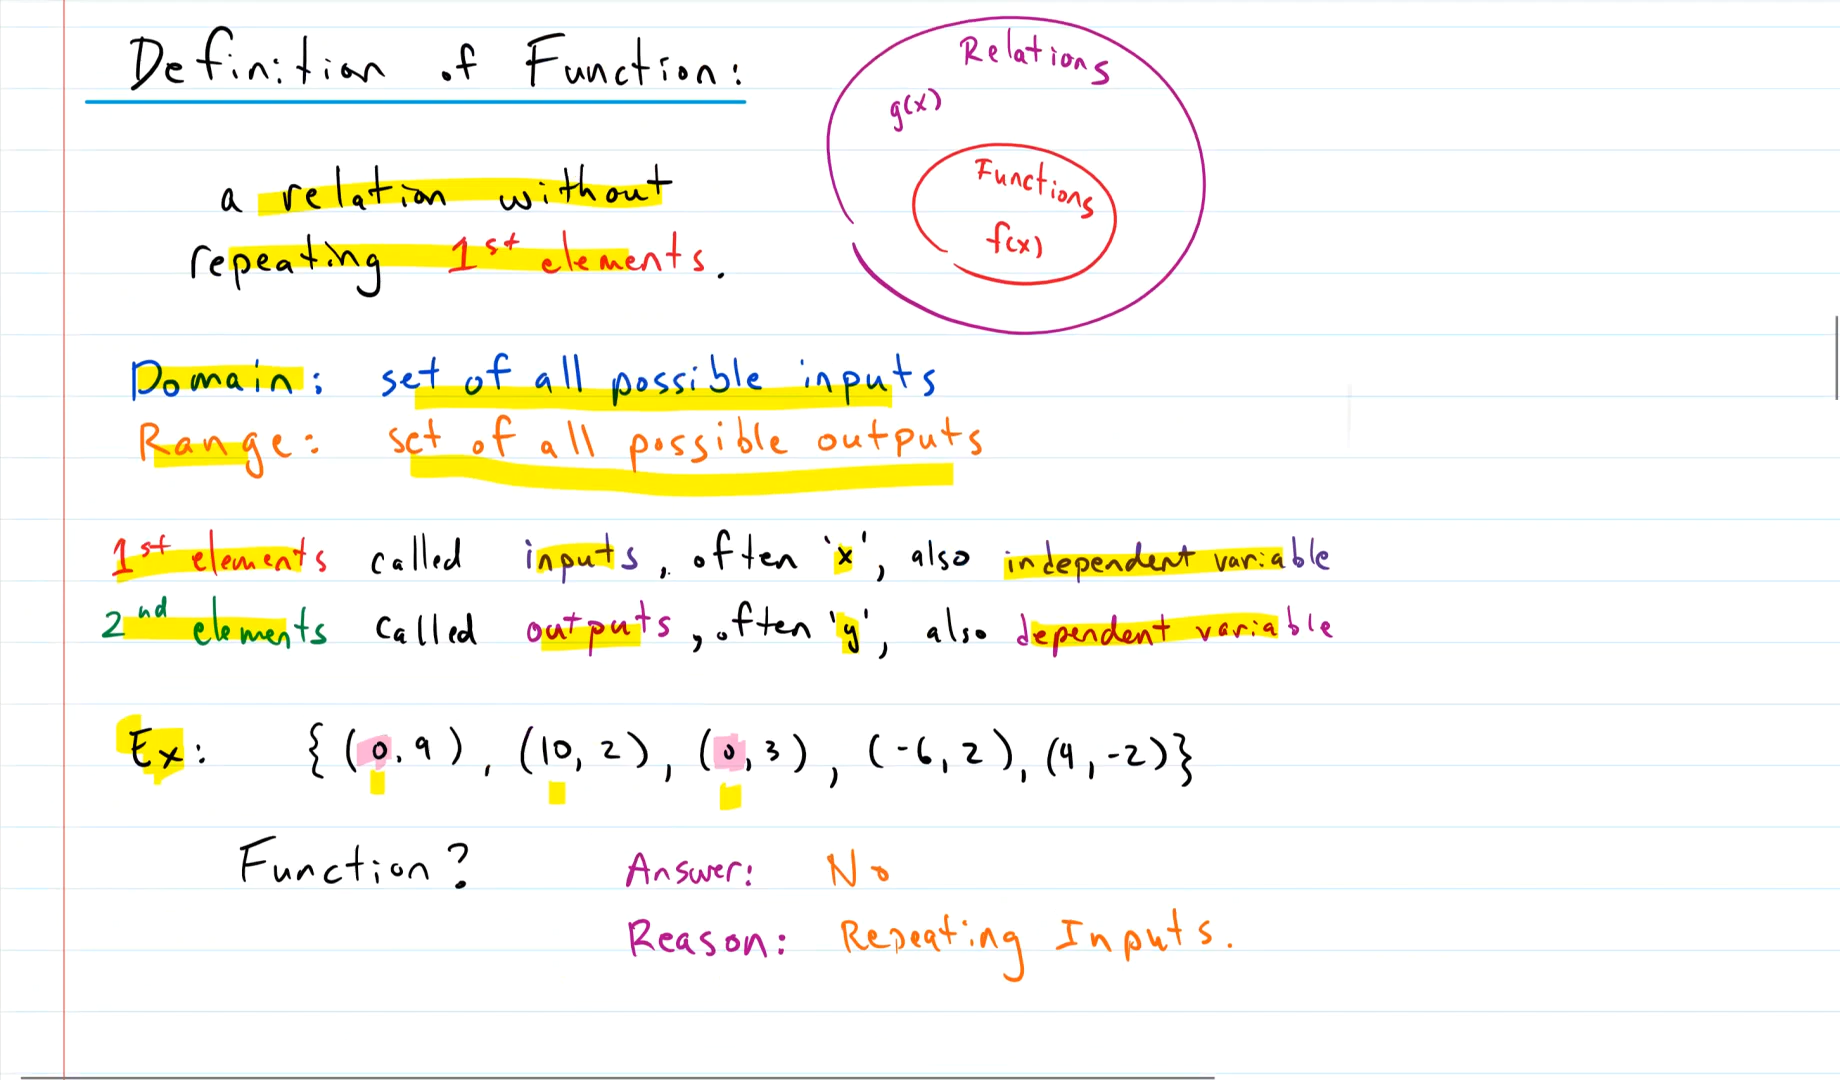 Definition of Function:
Relations
g(x)
Functions
f(x)
a relation without
repeating 1st elements.
Domain: set of all possible inputs
Range: set of all possible outputs
1st elements called inputs, often 'x', also independent variable
2nd elements called outputs, often 'y', also dependent variable
Ex: {(0,9), (10,2), (0,3), (-6,2), (9,-2)}
Function? Answer: No
Reason: Repeating Inputs.